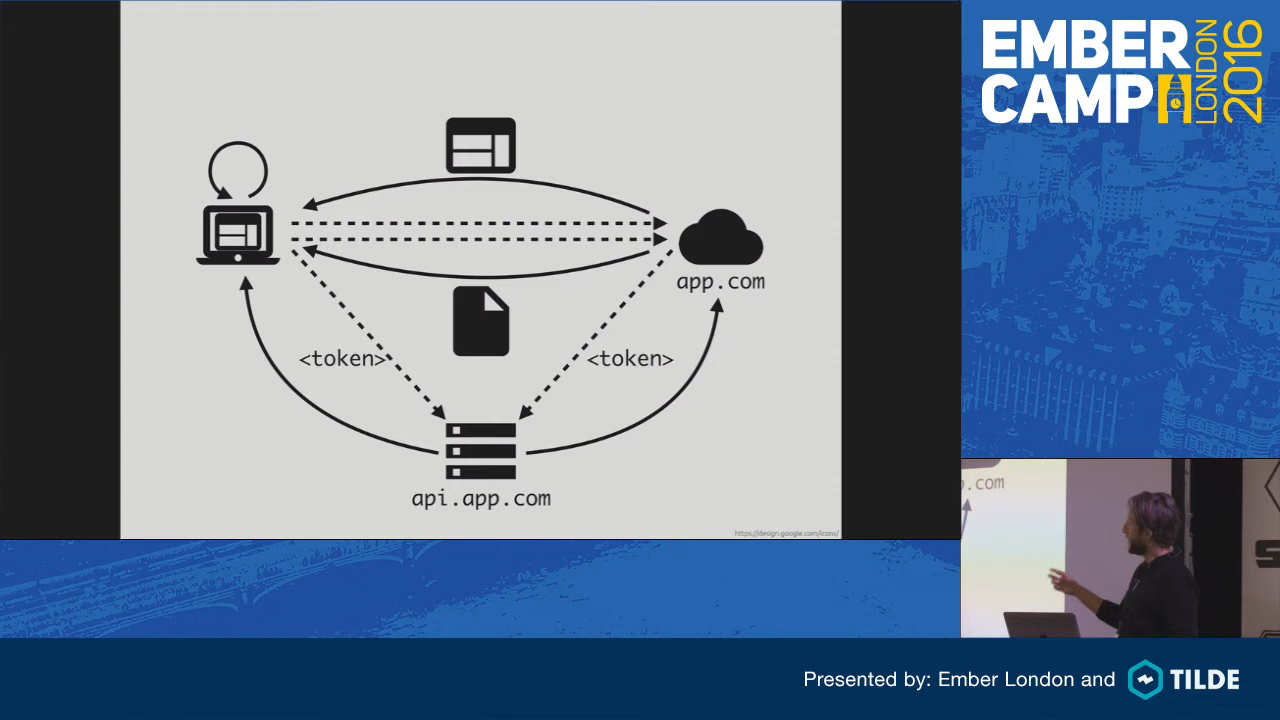 EMBER
CAMP
LONDON
2016
app.com
<token>
<token>
api.app.com
https://design.google.com/icons/
p.com
S
Presented by: Ember London and
TILDE